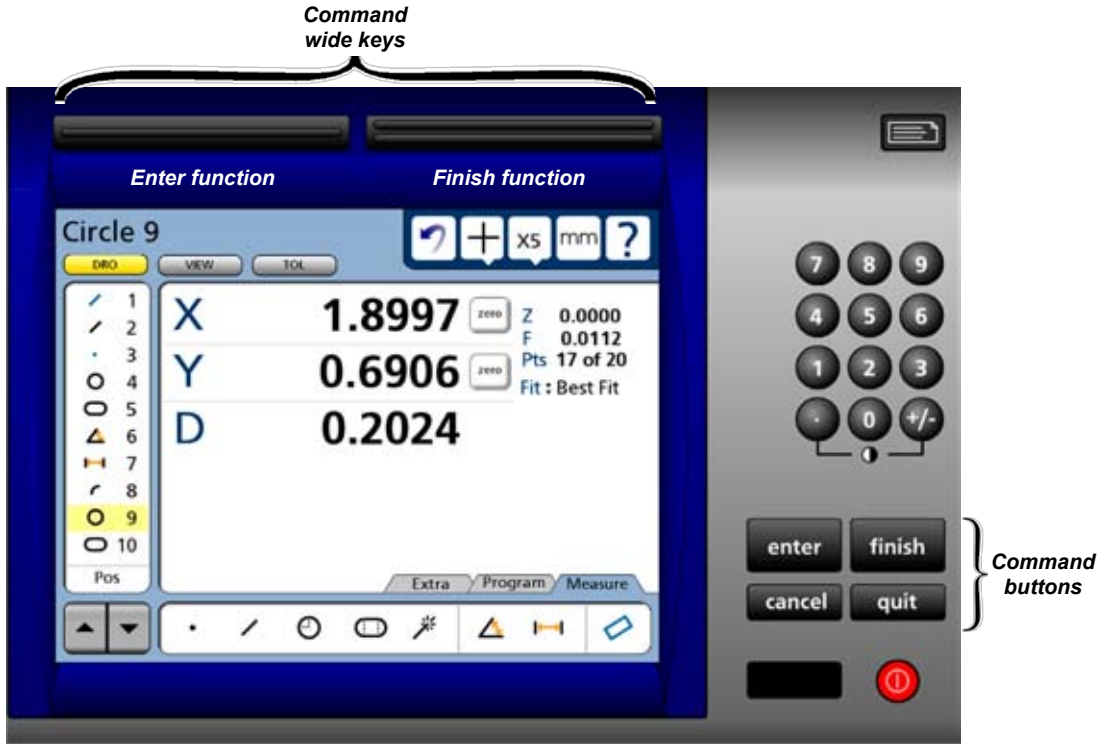 Command
wide keys
Enter function
Finish function
Circle 9
X5 mm ?
DRO VIEW TOL
1
2
3
4
5
6
7
8
9
10
Pos
X 1.8997 zero
Y 0.6906 zero
D 0.2024
Z 0.0000
F 0.0112
Pts 17 of 20
Fit : Best Fit
Extra Program Measure
7 8 9
4 5 6
1 2 3
. 0 +/-
enter finish
cancel quit
Command
buttons